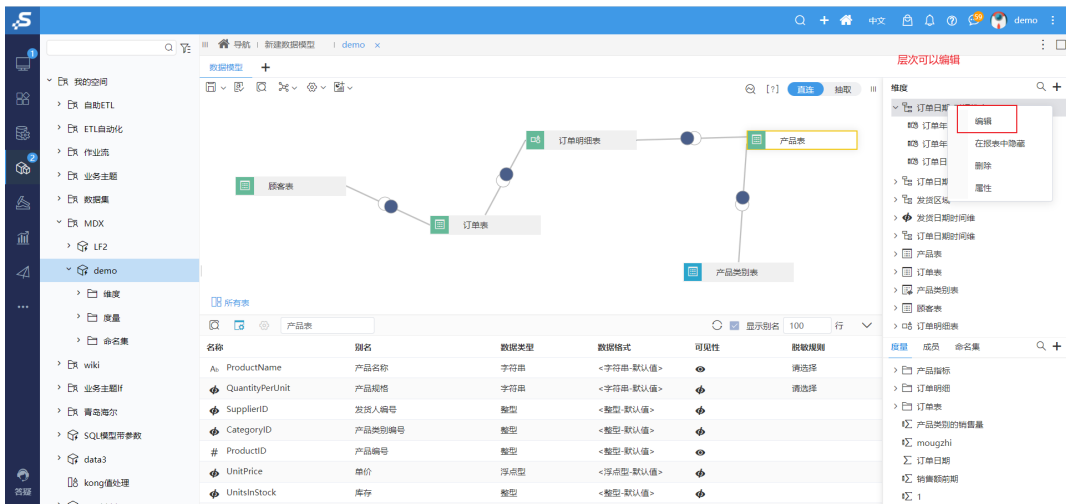 59
中文
demo
1
2
答疑
我的空间
自助ETL
ETL自动化
作业流
业务主题
数据集
MDX
LF2
demo
维度
度量
命名集
wiki
业务主题lf
青岛海尔
SQL模型带参数
data3
kong值处理
导航 | 新建数据模型 | demo ×
数据模型 +
[?] 直连 抽取
订单明细表
产品表
顾客表
订单表
产品类别表
所有表
产品表
显示别名 100 行
名称 别名 数据类型 数据格式 可见性 脱敏规则
ProductName 产品名称 字符串 <字符串-默认值> 请选择
QuantityPerUnit 产品规格 字符串 <字符串-默认值> 请选择
SupplierID 发货人编号 整型 <整型-默认值>
CategoryID 产品类别编号 整型 <整型-默认值>
# ProductID 产品编号 整型 <整型-默认值>
UnitPrice 单价 浮点型 <浮点型-默认值>
UnitsInStock 库存 整型 <整型-默认值>
层次可以编辑
维度
订单日期
订单年
订单年
订单日
编辑
在报表中隐藏
删除
属性
订单日期
发货区域
发货日期时间维
订单日期时间维
产品表
订单表
产品类别表
顾客表
订单明细表
度量 成员 命名集
产品指标
订单明细
订单表
产品类别的销售量
mougzhi
订单日期
销售额前期
1